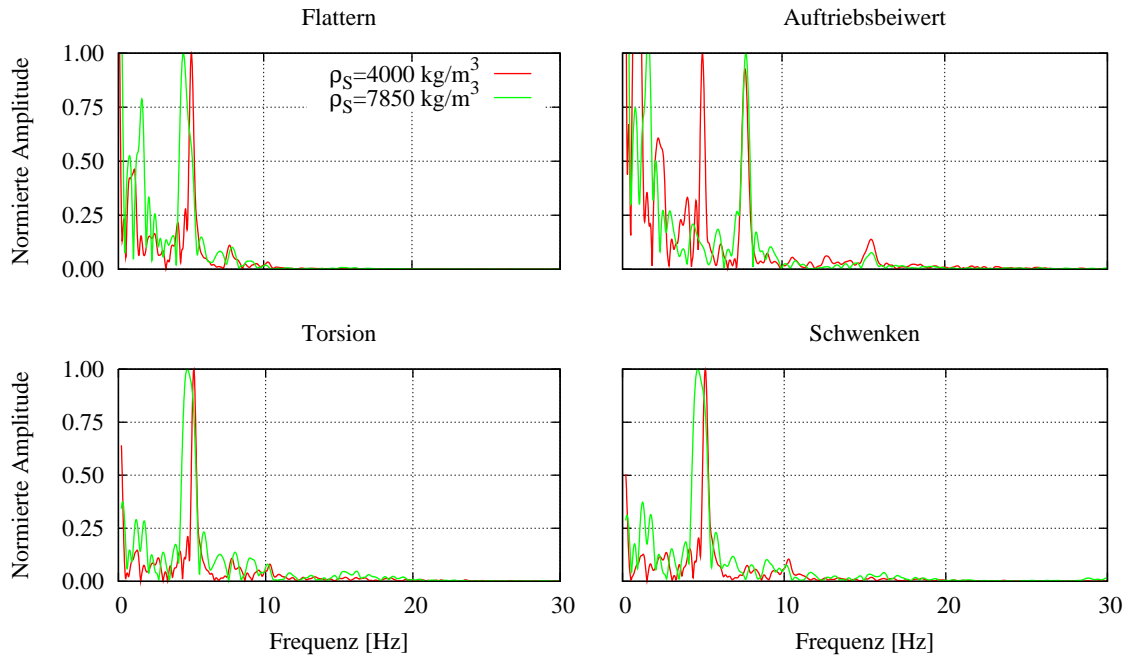 Flattern
Auftriebsbeiwert
Normierte Amplitude
1.00
0.75
0.50
0.25
0.00
ρS=4000 kg/m³
ρS=7850 kg/m³
Torsion
Schwenken
Normierte Amplitude
1.00
0.75
0.50
0.25
0.00
0 10 20 30
0 10 20 30
Frequenz [Hz]
Frequenz [Hz]